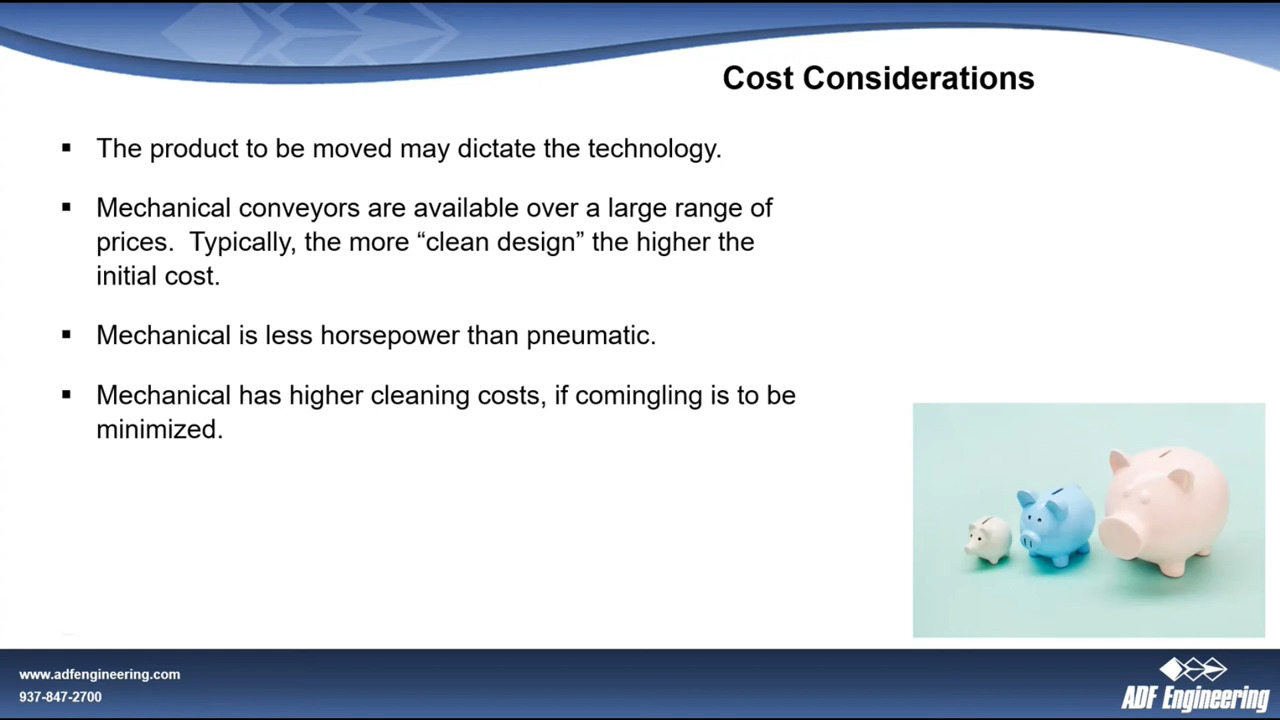 Cost Considerations
▪ The product to be moved may dictate the technology.
▪ Mechanical conveyors are available over a large range of
prices.  Typically, the more “clean design” the higher the
initial cost.
▪ Mechanical is less horsepower than pneumatic.
▪ Mechanical has higher cleaning costs, if comingling is to be
minimized.
www.adfengineering.com
937-847-2700
ADF Engineering